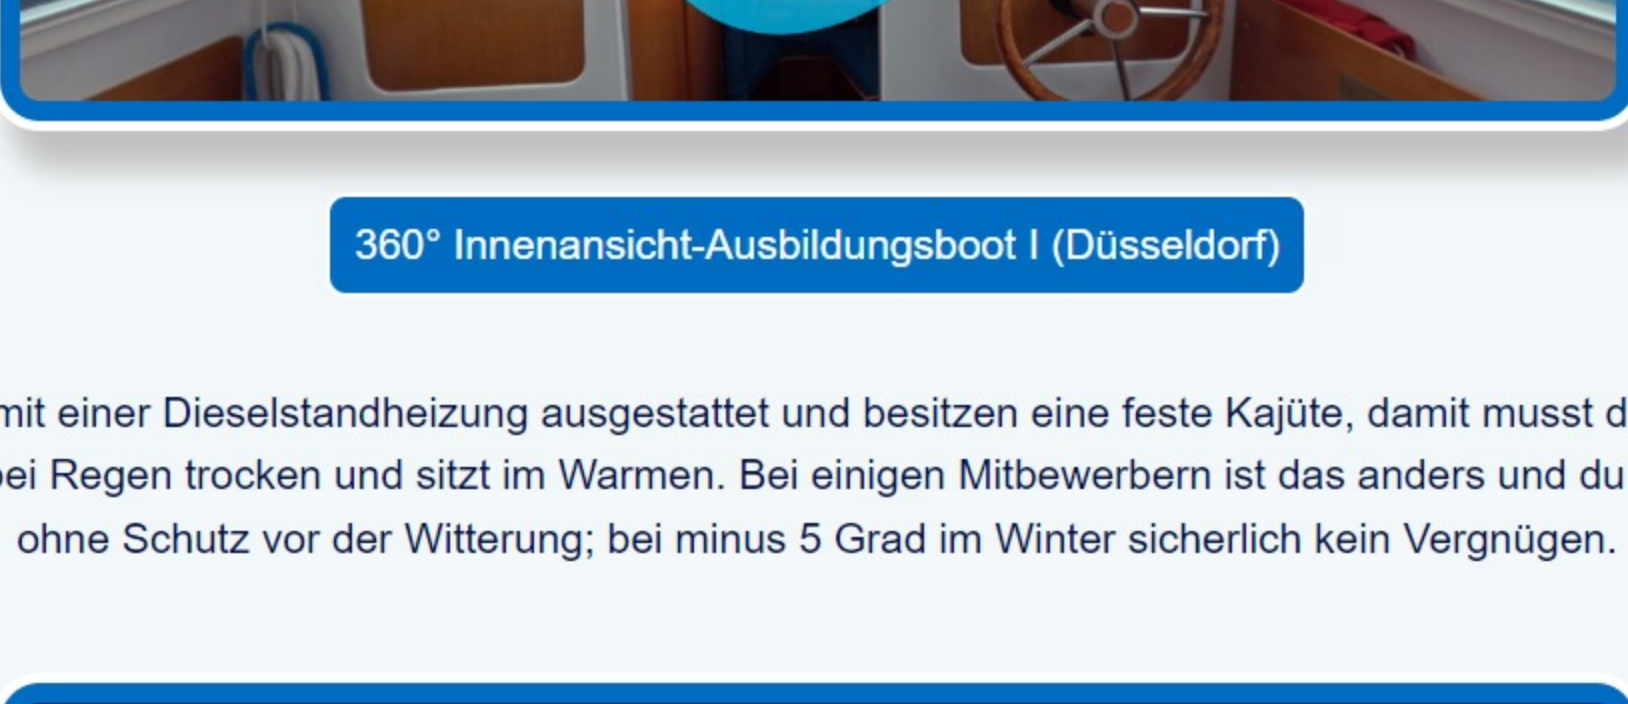 360° Innenansicht-Ausbildungsboot I (Düsseldorf)
mit einer Dieselstandheizung ausgestattet und besitzen eine feste Kajüte, damit musst
bei Regen trocken und sitzt im Warmen. Bei einigen Mitbewerbern ist das anders und du
ohne Schutz vor der Witterung; bei minus 5 Grad im Winter sicherlich kein Vergnügen.